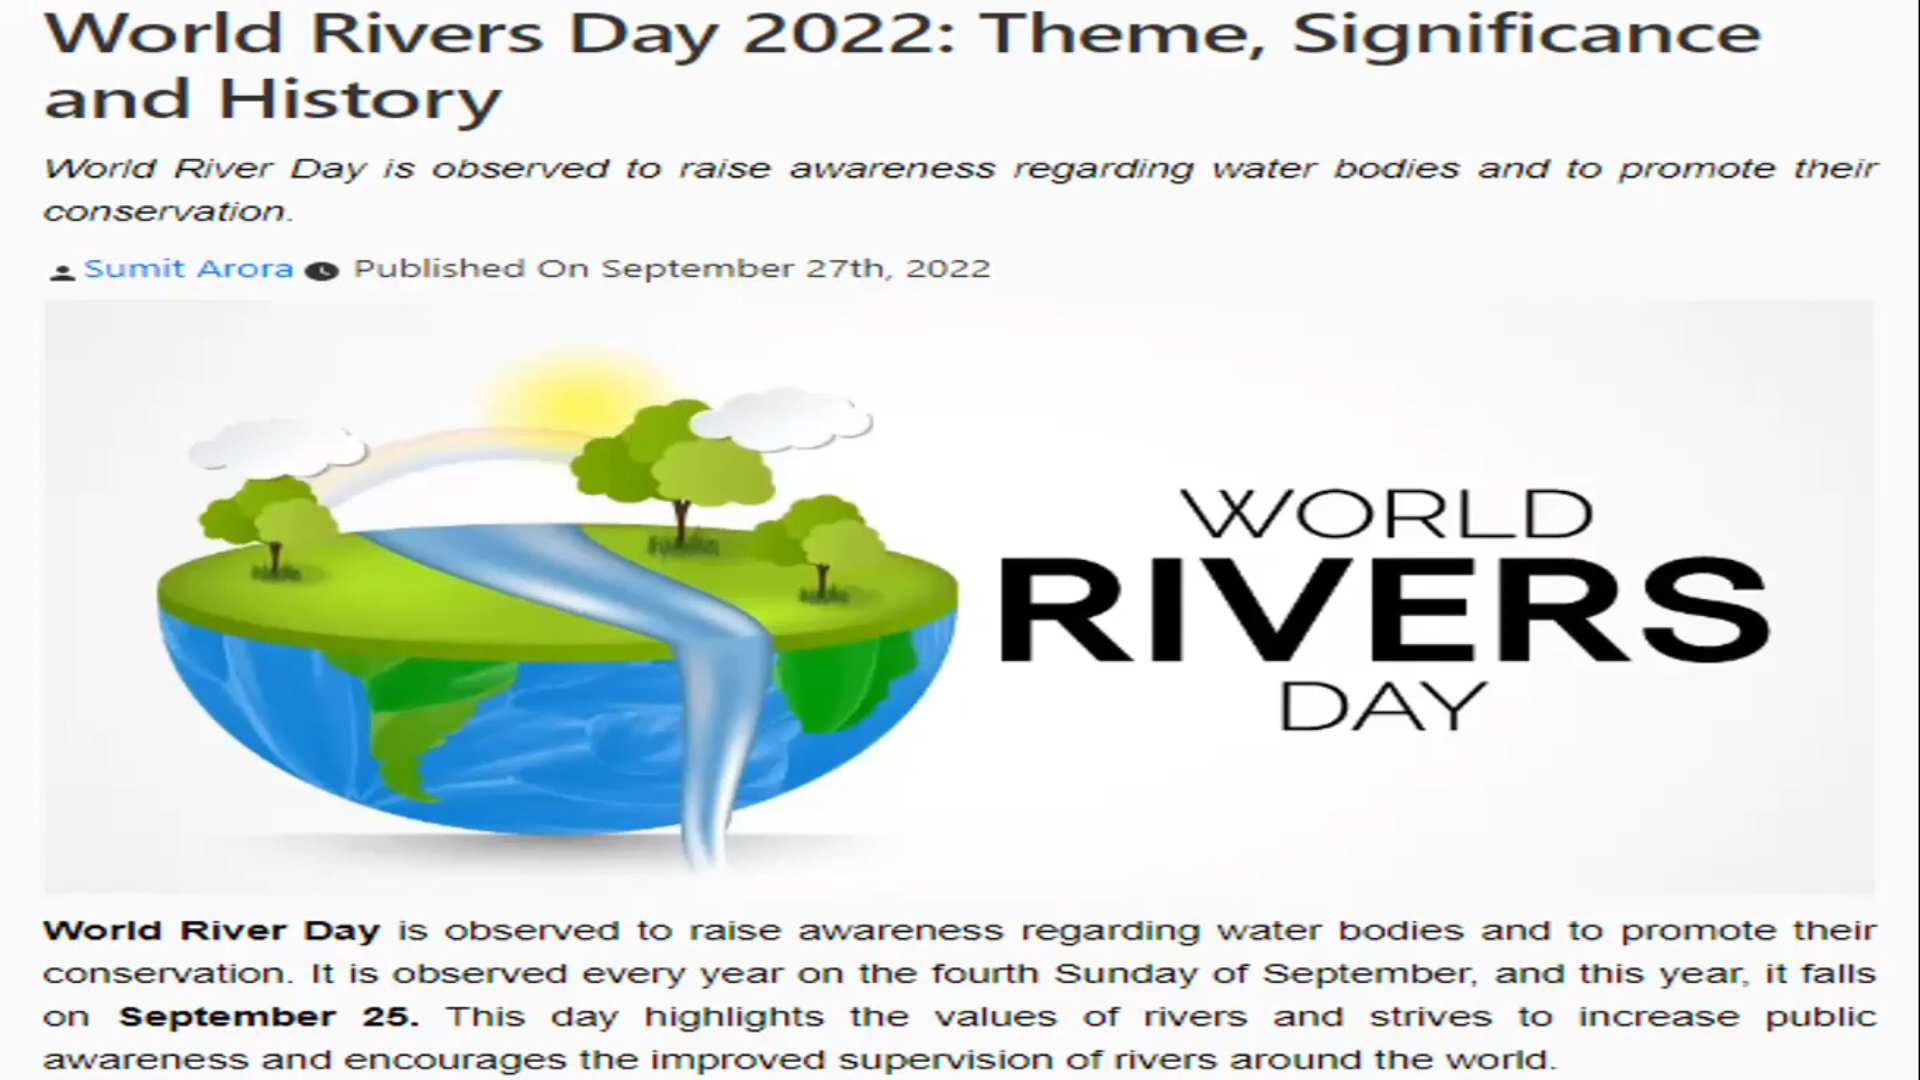 World Rivers Day 2022: Theme, Significance
and History
World River Day is observed to raise awareness regarding water bodies and to promote their
conservation.
Sumit Arora Published On September 27th, 2022
WORLD
RIVERS
DAY
World River Day is observed to raise awareness regarding water bodies and to promote their
conservation. It is observed every year on the fourth Sunday of September, and this year, it falls
on September 25. This day highlights the values of rivers and strives to increase public
awareness and encourages the improved supervision of rivers around the world.